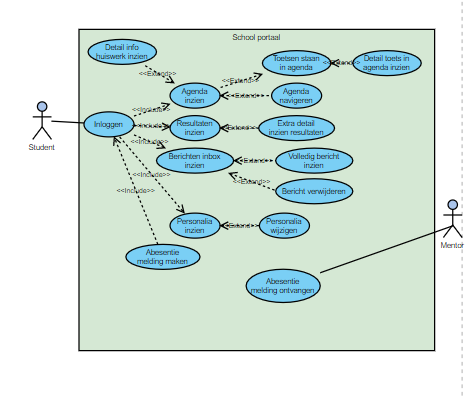 School portaal
Detail info
huiswerk inzien
Toetsen staan
in agenda
<<Extend>>
Detail toets in
agenda inzien
<<Extend>>
<<Extend>>
Agenda
inzien
<<Extend>>
Agenda
navigeren
<<Include>>
Inloggen
<<Include>>
Resultaten
inzien
<<Extend>>
Extra detail
inzien resultaten
Student
<<Include>>
Berichten inbox
inzien
<<Extend>>
Volledig bericht
inzien
<<Include>>
<<Extend>>
<<Include>>
Bericht verwijderen
Personalia
inzien
<<Extend>>
Personalia
wijzigen
Mentor
Abesentie
melding maken
Abesentie
melding ontvangen